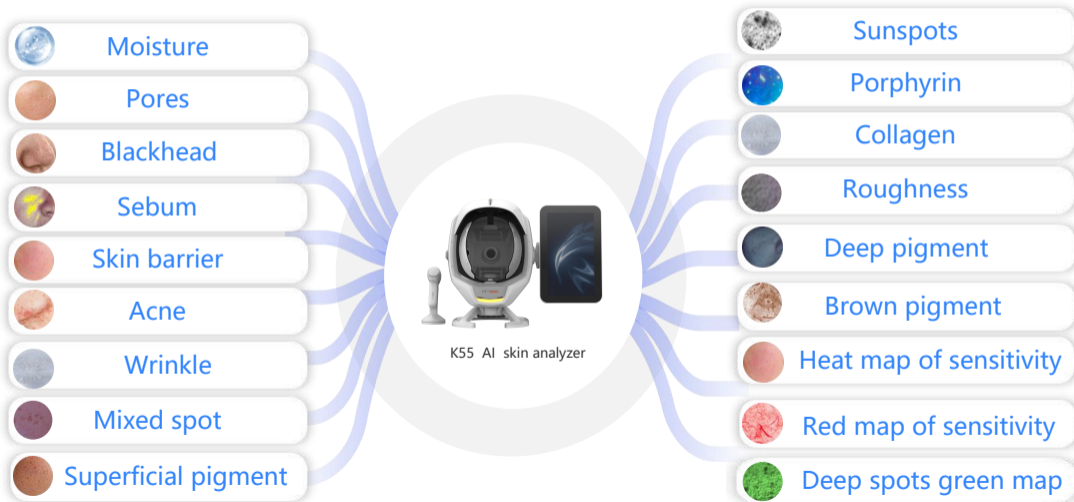 Moisture
Pores
Blackhead
Sebum
Skin barrier
Acne
Wrinkle
Mixed spot
Superficial pigment
K55 AI skin analyzer
Sunspots
Porphyrin
Collagen
Roughness
Deep pigment
Brown pigment
Heat map of sensitivity
Red map of sensitivity
Deep spots green map